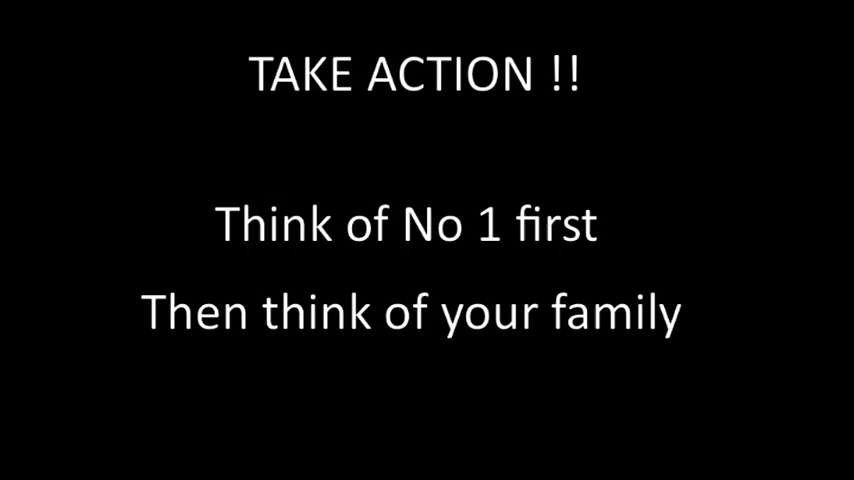 TAKE ACTION !!
Think of No 1 first
Then think of your family